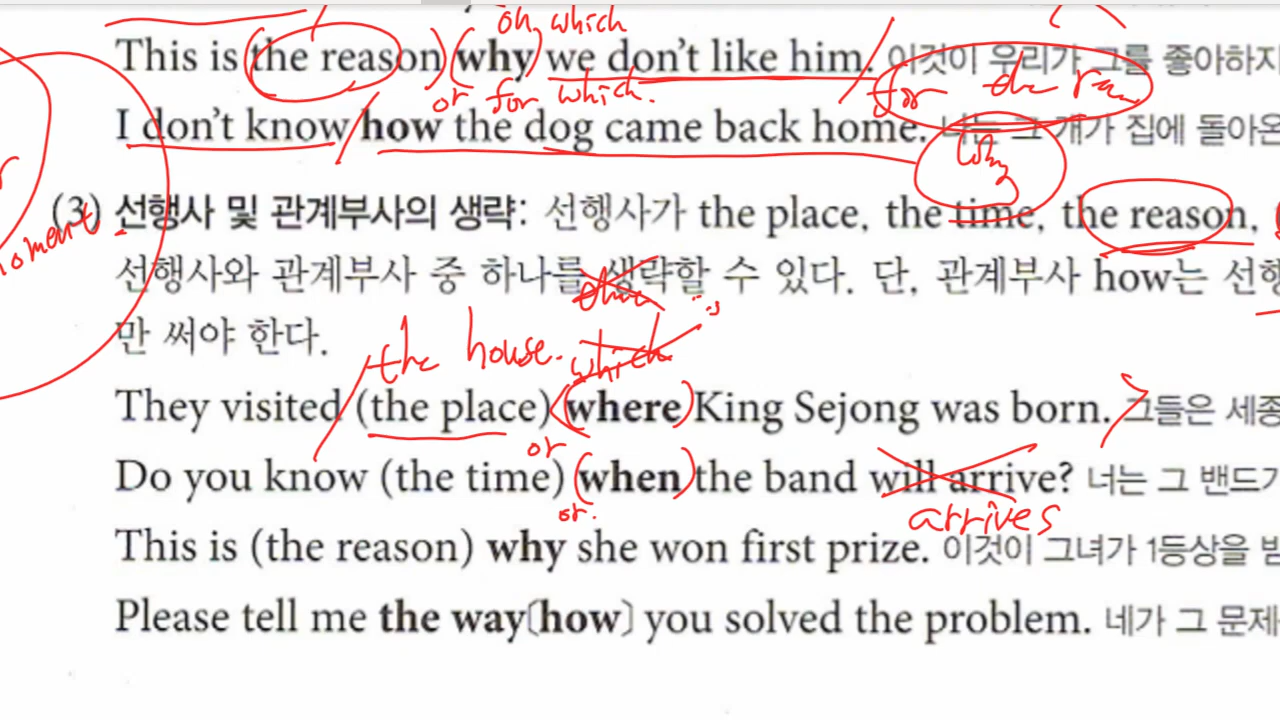 on which
This is (the reason) (why) we don't like him. 이것이 우리가 그를 좋아하지
or for which. for the
I don't know how the dog came back home. 너는 그 개가 집에 돌아온
why
(3) 선행사 및 관계부사의 생략: 선행사가 the place, the time, the reason,
moment.
선행사와 관계부사 중 하나를 생략할 수 있다. 단, 관계부사 how는 선행
만 써야 한다.
the house. which
They visited (the place) (where) King Sejong was born. 그들은 세종
or
Do you know (the time) (when) the band will arrive? 너는 그 밴드가
or. arrives
This is (the reason) why she won first prize. 이것이 그녀가 1등상을 받
Please tell me the way[how] you solved the problem. 네가 그 문제